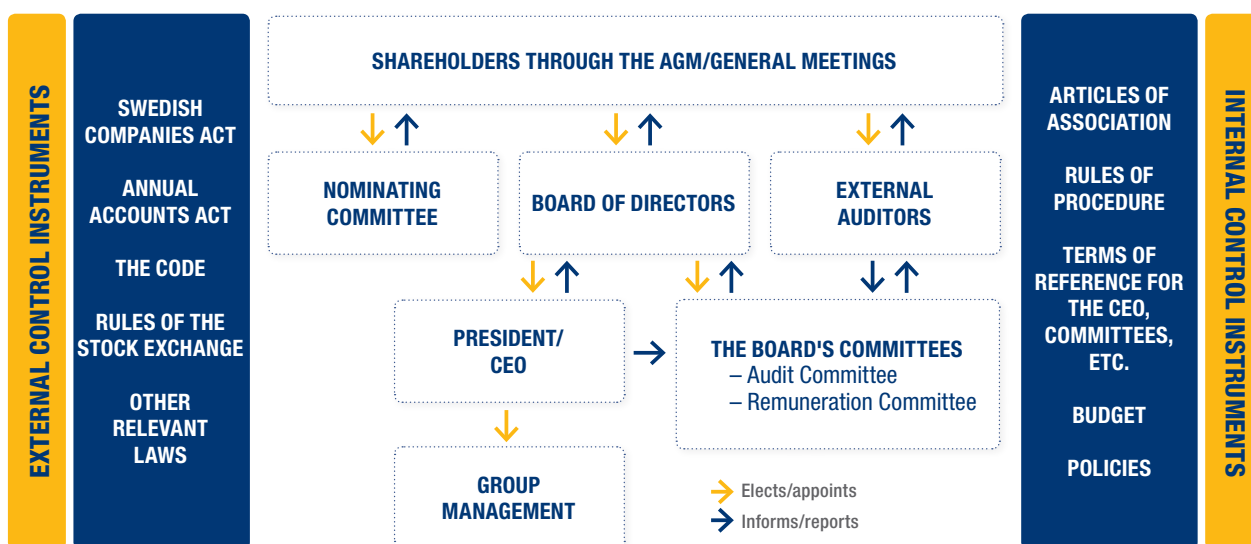 EXTERNAL CONTROL INSTRUMENTS
SWEDISH
COMPANIES ACT
ANNUAL
ACCOUNTS ACT
THE CODE
RULES OF THE
STOCK EXCHANGE
OTHER
RELEVANT
LAWS
SHAREHOLDERS THROUGH THE AGM/GENERAL MEETINGS
NOMINATING
COMMITTEE
BOARD OF DIRECTORS
EXTERNAL
AUDITORS
PRESIDENT/
CEO
THE BOARD'S COMMITTEES
– Audit Committee
– Remuneration Committee
GROUP
MANAGEMENT
Elects/appoints
Informs/reports
ARTICLES OF
ASSOCIATION
RULES OF
PROCEDURE
TERMS OF
REFERENCE FOR
THE CEO,
COMMITTEES,
ETC.
BUDGET
POLICIES
INTERNAL CONTROL INSTRUMENTS